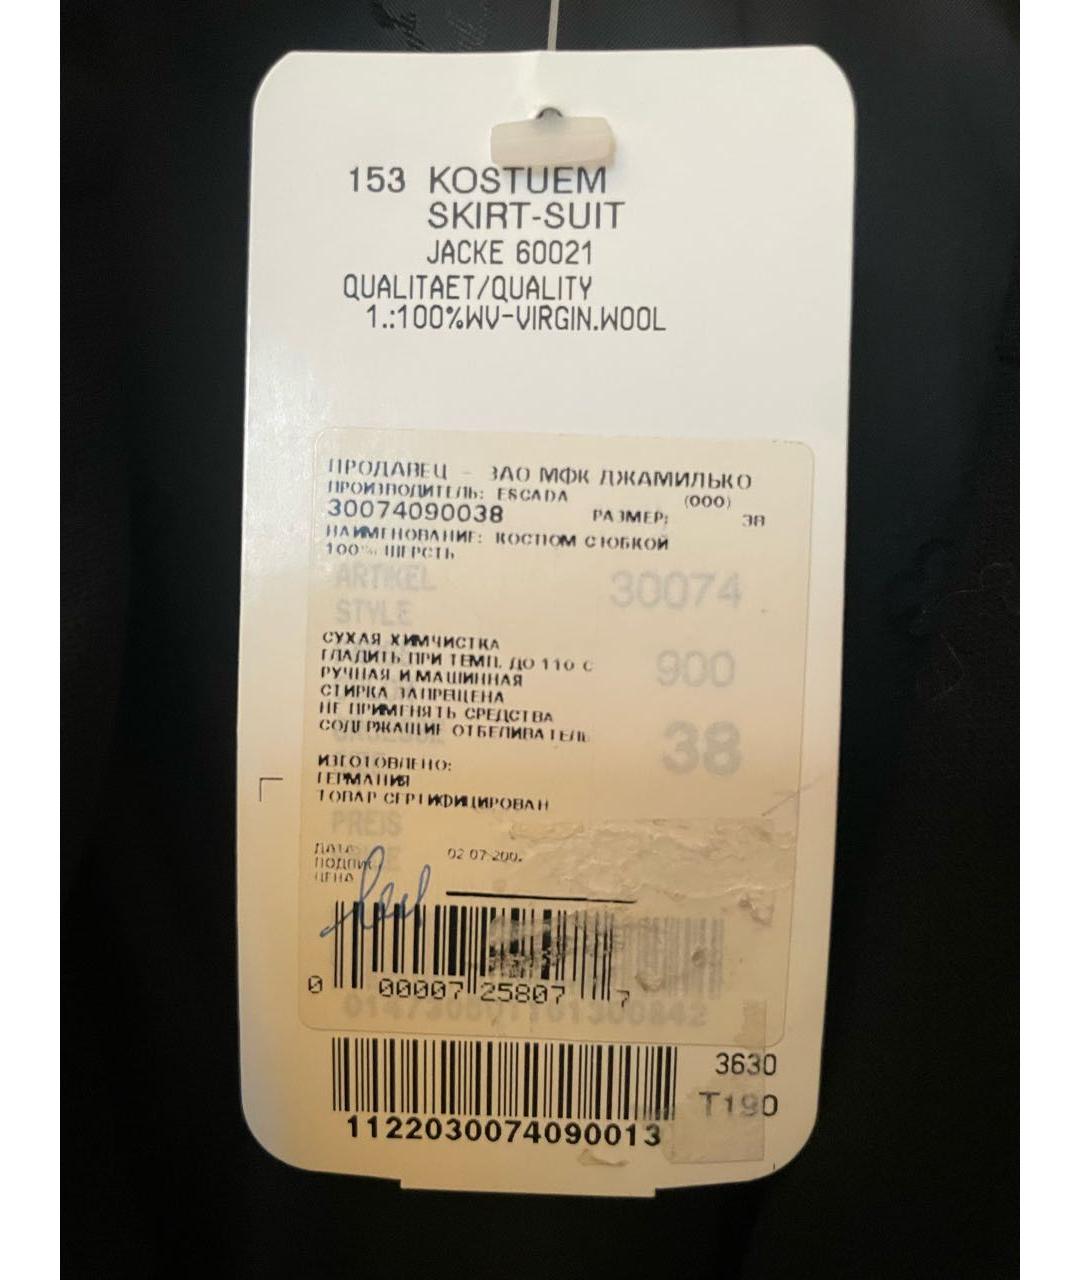 153 KOSTUEM
SKIRT-SUIT
JACKE 60021
QUALITAET/QUALITY
1.:100%WV-VIRGIN.WOOL
ПРОДАВЕЦ - ЗАО МФК ДЖАМИЛЬКО
ПРОИЗВОДИТЕЛЬ: ESCADA (ООО)
30074090038 РАЗМЕР: 38
НАИМЕНОВАНИЕ: КОСТЮМ С ЮБКОЙ
100% ШЕРСТЬ
ARTIKEL 30074
STYLE
СУХАЯ ХИМЧИСТКА
ГЛАДИТЬ ПРИ ТЕМП. ДО 110 С
900
РУЧНАЯ И МАШИННАЯ
СТИРКА ЗАПРЕЩЕНА
НЕ ПРИМЕНЯТЬ СРЕДСТВА
СОДЕРЖАЩИЕ ОТБЕЛИВАТЕЛЬ
38
ИЗГОТОВЛЕНО:
ГЕРМАНИЯ
ТОВАР СЕРТИФИЦИРОВАН
PREIS
ДАТА 02 07 200
ПОДПИСЬ
ЦЕНА
0 00007 25807 7
3630
T190
1122030074090013